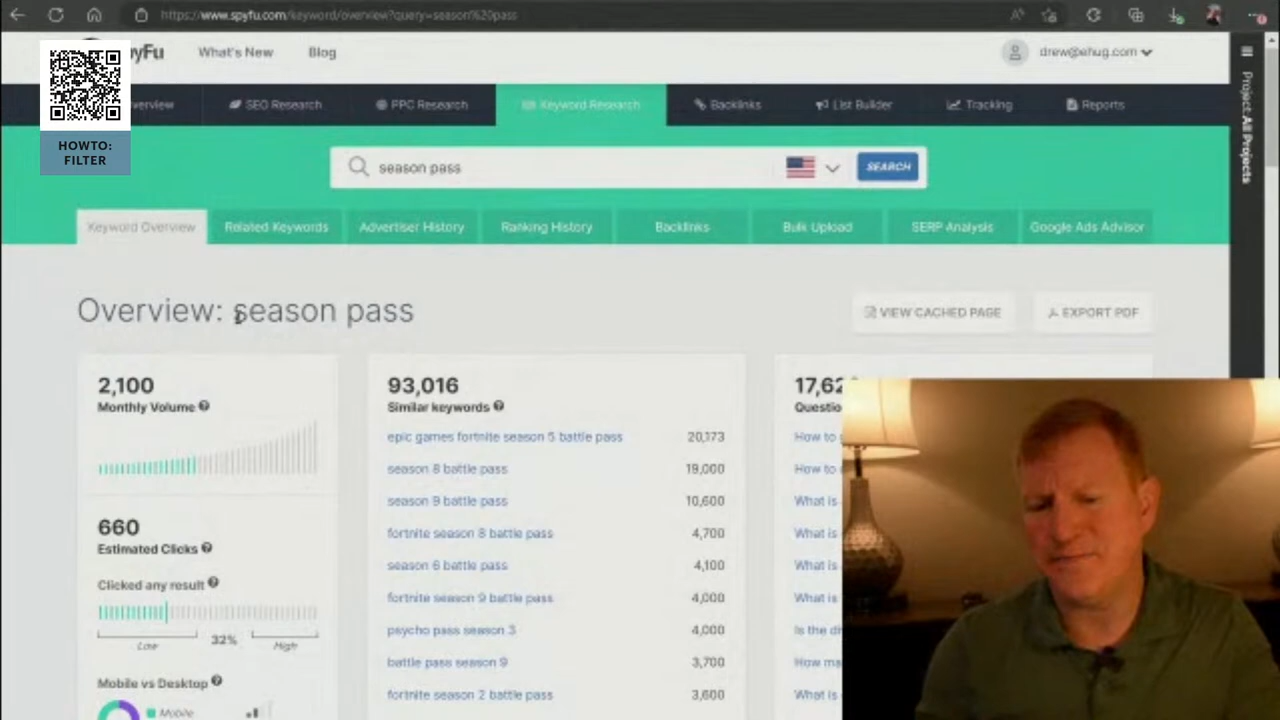 https://www.spyfu.com/keyword/overview?query=season%20pass
What's New
Blog
drew@ehug.com
HOWTO:
FILTER
SEO Research
PPC Research
Keyword Research
Backlinks
List Builder
Tracking
Reports
Project: All Projects
season pass
SEARCH
Keyword Overview
Related Keywords
Advertiser History
Ranking History
Backlinks
Bulk Upload
SERP Analysis
Google Ads Advisor
Overview: season pass
VIEW CACHED PAGE
EXPORT PDF
2,100
Monthly Volume
660
Estimated Clicks
Clicked any result
Low
32%
High
Mobile vs Desktop
Mobile
93,016
Similar keywords
epic games fortnite season 5 battle pass 20,173
season 8 battle pass 19,000
season 9 battle pass 10,600
fortnite season 8 battle pass 4,700
season 6 battle pass 4,100
fortnite season 9 battle pass 4,000
psycho pass season 3 4,000
battle pass season 9 3,700
fortnite season 2 battle pass 3,600
17,62
Questio
How to
How to
What is
What is
What is
What is
Is the di
How ma
What is